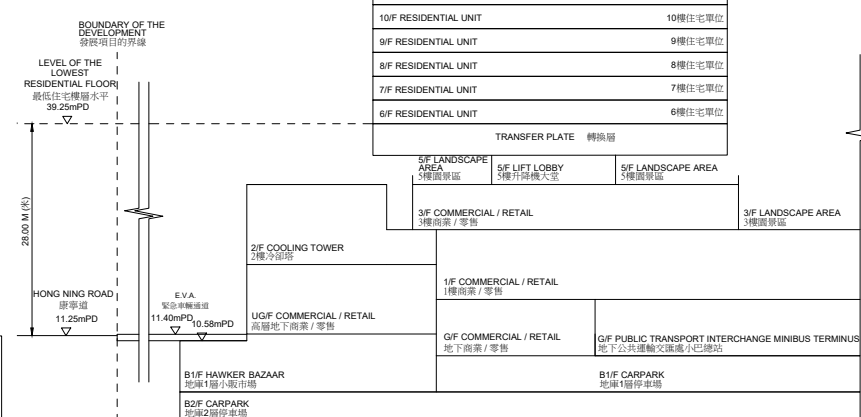 BOUNDARY OF THE
DEVELOPMENT
發展項目的界線
LEVEL OF THE
LOWEST
RESIDENTIAL FLOOR
最低住宅樓層水平
39.25mPD
28.00 M (米)
HONG NING ROAD
康寧道
11.25mPD
E.V.A.
緊急車輛通道
11.40mPD
10.58mPD
10/F RESIDENTIAL UNIT 10樓住宅單位
9/F RESIDENTIAL UNIT 9樓住宅單位
8/F RESIDENTIAL UNIT 8樓住宅單位
7/F RESIDENTIAL UNIT 7樓住宅單位
6/F RESIDENTIAL UNIT 6樓住宅單位
TRANSFER PLATE 轉換層
5/F LANDSCAPE
AREA
5樓園景區
5/F LIFT LOBBY
5樓升降機大堂
5/F LANDSCAPE AREA
5樓園景區
3/F COMMERCIAL / RETAIL
3樓商業 / 零售
3/F LANDSCAPE AREA
3樓園景區
2/F COOLING TOWER
2樓冷卻塔
1/F COMMERCIAL / RETAIL
1樓商業 / 零售
UG/F COMMERCIAL / RETAIL
高層地下商業 / 零售
G/F COMMERCIAL / RETAIL
地下商業 / 零售
G/F PUBLIC TRANSPORT INTERCHANGE MINIBUS TERMINUS
地下公共運輸交匯處小巴總站
B1/F HAWKER BAZAAR
地庫1層小販市場
B1/F CARPARK
地庫1層停車場
B2/F CARPARK
地庫2層停車場